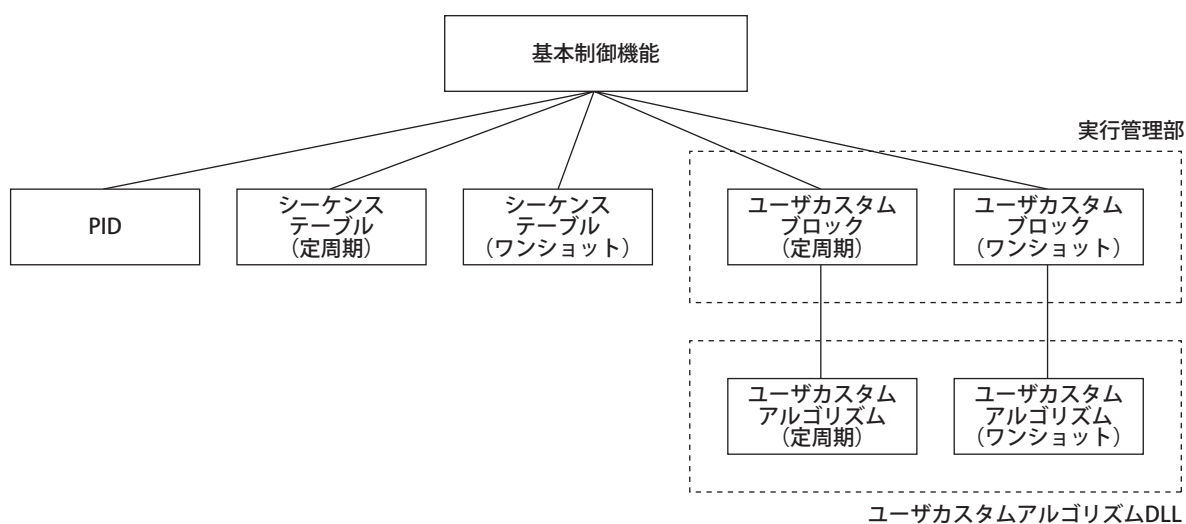 基本制御機能
実行管理部
PID
シーケンス
テーブル
(定周期)
シーケンス
テーブル
(ワンショット)
ユーザカスタム
ブロック
(定周期)
ユーザカスタム
ブロック
(ワンショット)
ユーザカスタム
アルゴリズム
(定周期)
ユーザカスタム
アルゴリズム
(ワンショット)
ユーザカスタムアルゴリズムDLL